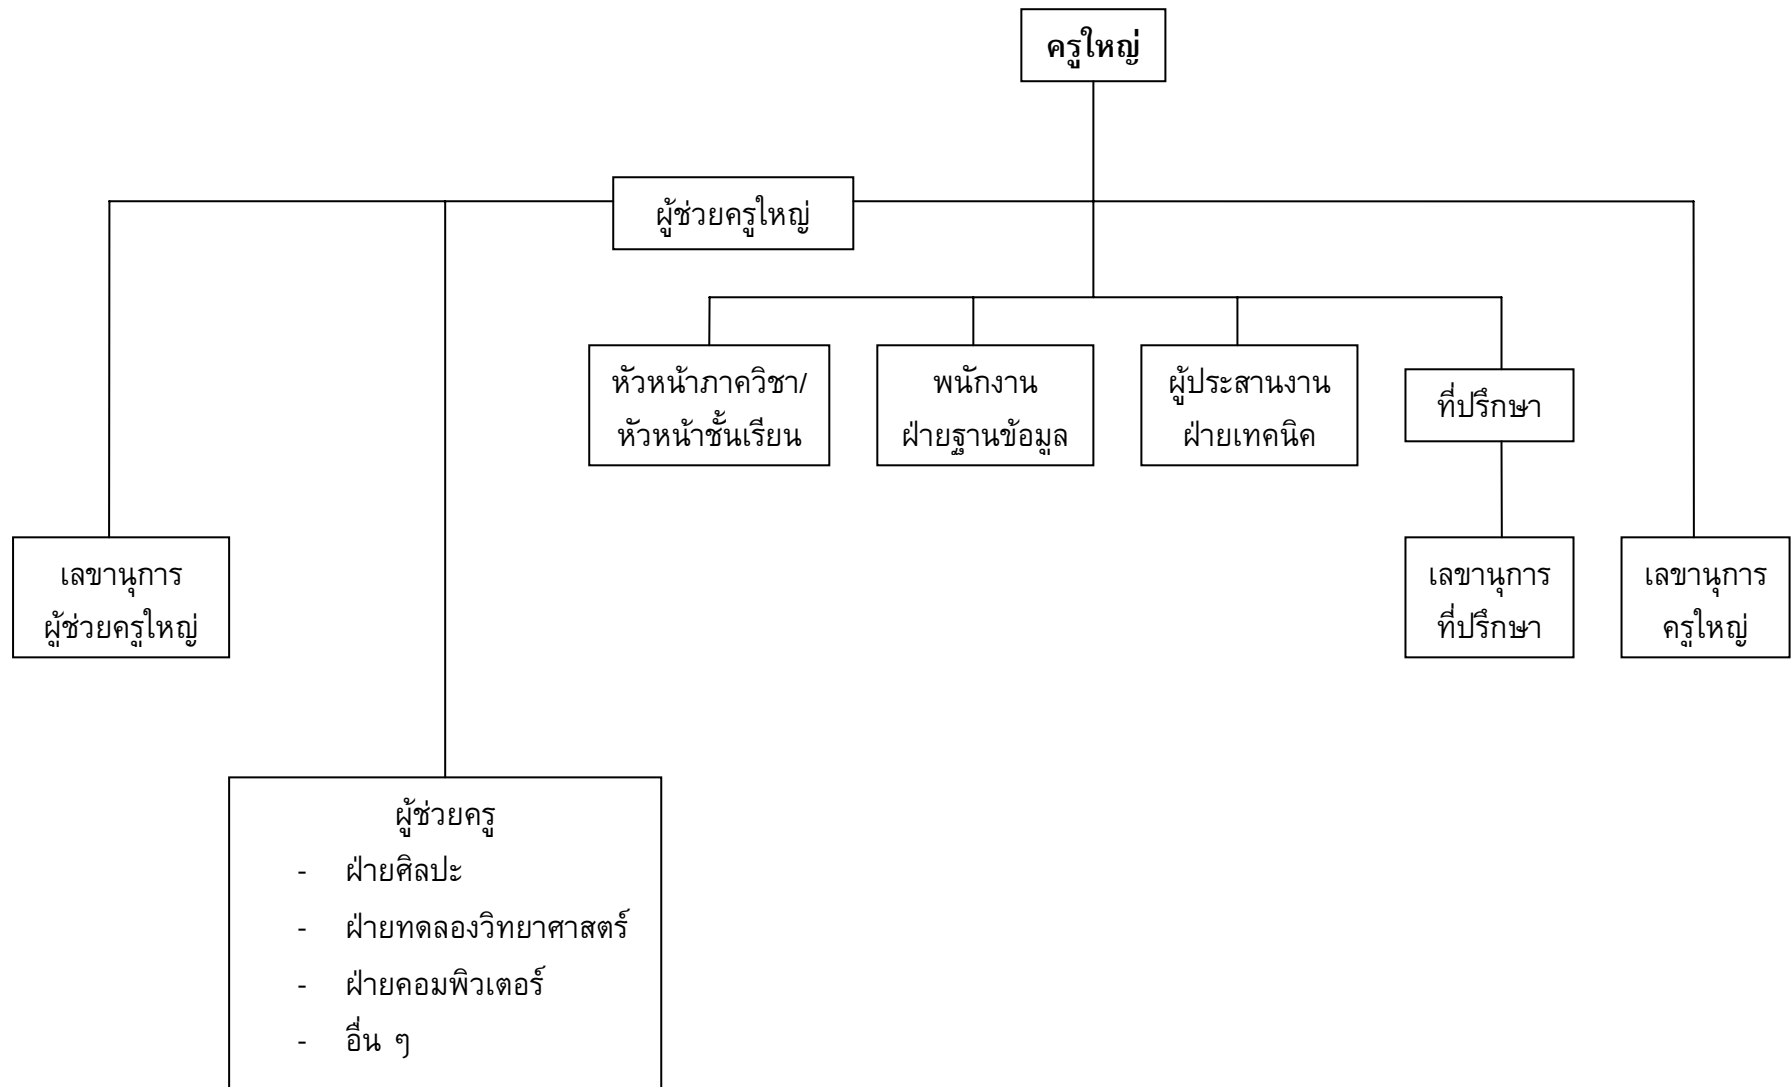 ครูใหญ่
ผู้ช่วยครูใหญ่
หัวหน้าภาควิชา/
หัวหน้าชั้นเรียน
พนักงาน
ฝ่ายฐานข้อมูล
ผู้ประสานงาน
ฝ่ายเทคนิค
ที่ปรึกษา
เลขานุการ
ผู้ช่วยครูใหญ่
เลขานุการ
ที่ปรึกษา
เลขานุการ
ครูใหญ่
ผู้ช่วยครู
- ฝ่ายศิลปะ
- ฝ่ายทดลองวิทยาศาสตร์
- ฝ่ายคอมพิวเตอร์
- อื่น ๆ